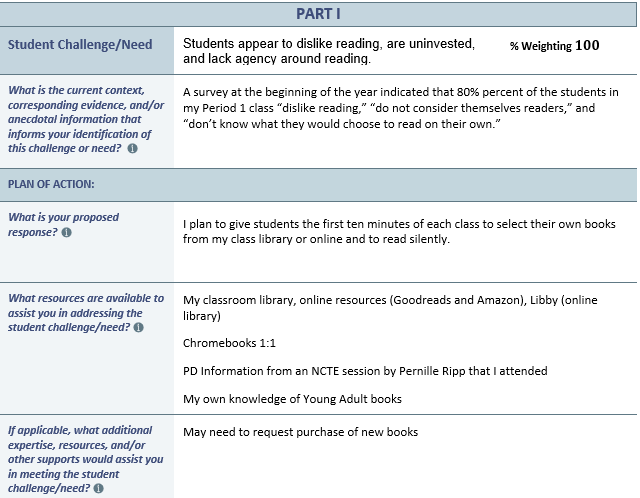 PART I
Student Challenge/Need
Students appear to dislike reading, are uninvested,
and lack agency around reading.
% Weighting 100
What is the current context,
corresponding evidence, and/or
anecdotal information that
informs your identification of
this challenge or need?
A survey at the beginning of the year indicated that 80% percent of the students in
my Period 1 class “dislike reading,” “do not consider themselves readers,” and
“don’t know what they would choose to read on their own.”
PLAN OF ACTION:
What is your proposed
response?
I plan to give students the first ten minutes of each class to select their own books
from my class library or online and to read silently.
What resources are available to
assist you in addressing the
student challenge/need?
My classroom library, online resources (Goodreads and Amazon), Libby (online
library)
Chromebooks 1:1
PD Information from an NCTE session by Pernille Ripp that I attended
My own knowledge of Young Adult books
If applicable, what additional
expertise, resources, and/or
other supports would assist you
in meeting the student
challenge/need?
May need to request purchase of new books